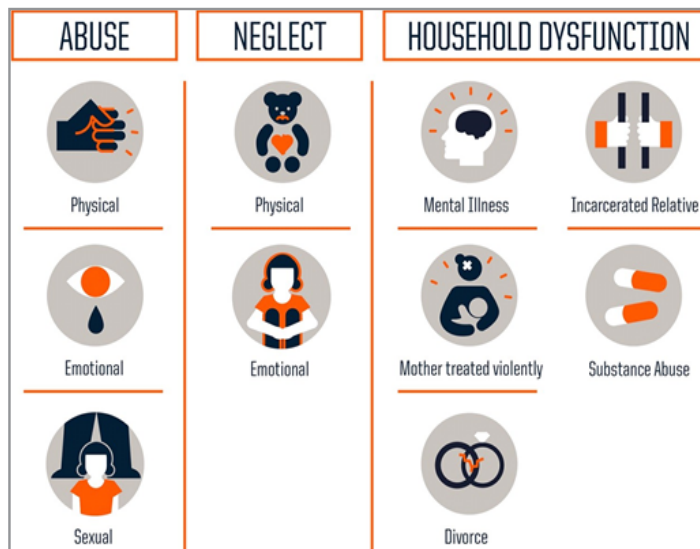 ABUSE
NEGLECT
HOUSEHOLD DYSFUNCTION
Physical
Physical
Mental Illness
Incarcerated Relative
Emotional
Emotional
Mother treated violently
Substance Abuse
Sexual
Divorce